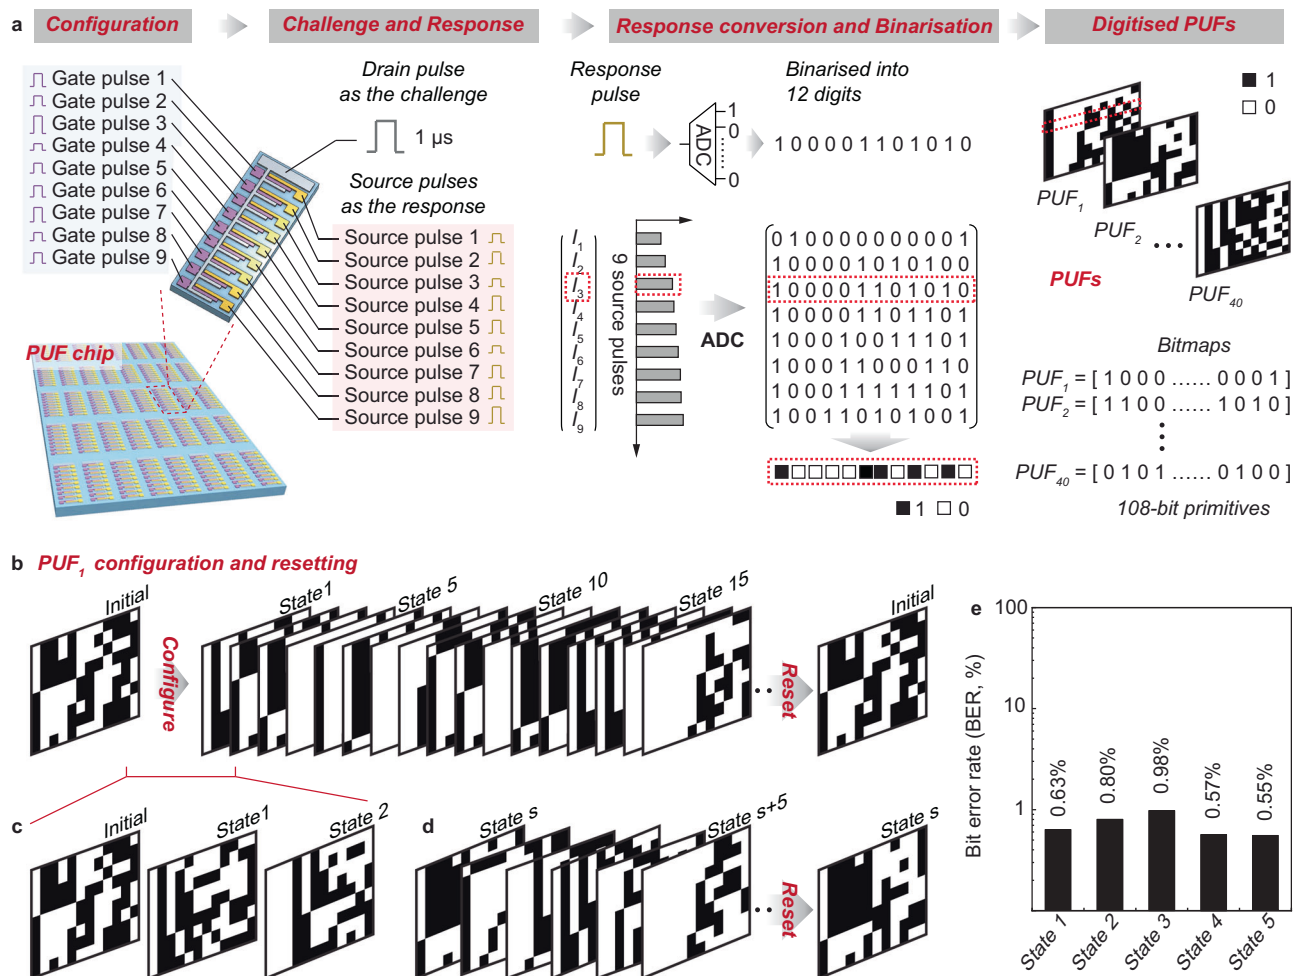 a Configuration Challenge and Response Response conversion and Binarisation Digitised PUFs
Gate pulse 1
Gate pulse 2
Gate pulse 3
Gate pulse 4
Gate pulse 5
Gate pulse 6
Gate pulse 7
Gate pulse 8
Gate pulse 9
PUF chip
Drain pulse
as the challenge
1 µs
Source pulses
as the response
Source pulse 1
Source pulse 2
Source pulse 3
Source pulse 4
Source pulse 5
Source pulse 6
Source pulse 7
Source pulse 8
Source pulse 9
Response
pulse
ADC
1
0
0
Binarised into
12 digits
1 0 0 0 0 1 1 0 1 0 1 0
I1
I2
I3
I4
I5
I6
I7
I8
I9
9 source pulses
ADC
0 1 0 0 0 0 0 0 0 0 0 1
1 0 0 0 0 1 0 1 0 1 0 0
1 0 0 0 0 1 1 0 1 0 1 0
1 0 0 0 1 0 1 0 1 1 0 1
1 0 0 0 1 1 0 1 1 0 1 1
1 0 0 1 0 0 0 0 1 0 0 1
1 0 0 0 1 1 1 0 1 1 0 0
1 0 0 0 1 1 1 1 1 1 0 1
1 0 0 1 1 0 1 0 1 0 0 1
1 0
1
0
PUF1
PUF2
PUF40
PUFs
Bitmaps
PUF1 = [ 1 0 0 0 ...... 0 0 0 1 ]
PUF2 = [ 1 1 0 0 ...... 1 0 1 0 ]
PUF40 = [ 0 1 0 1 ...... 0 1 0 0 ]
108-bit primitives
b PUF1 configuration and resetting
Initial
Configure
State1
State 5
State 10
State 15
Reset
Initial
c
Initial
State1
State 2
d
State s
State s+5
Reset
State s
e
Bit error rate (BER, %)
100
10
1
0.63%
0.80%
0.98%
0.57%
0.55%
State 1
State 2
State 3
State 4
State 5